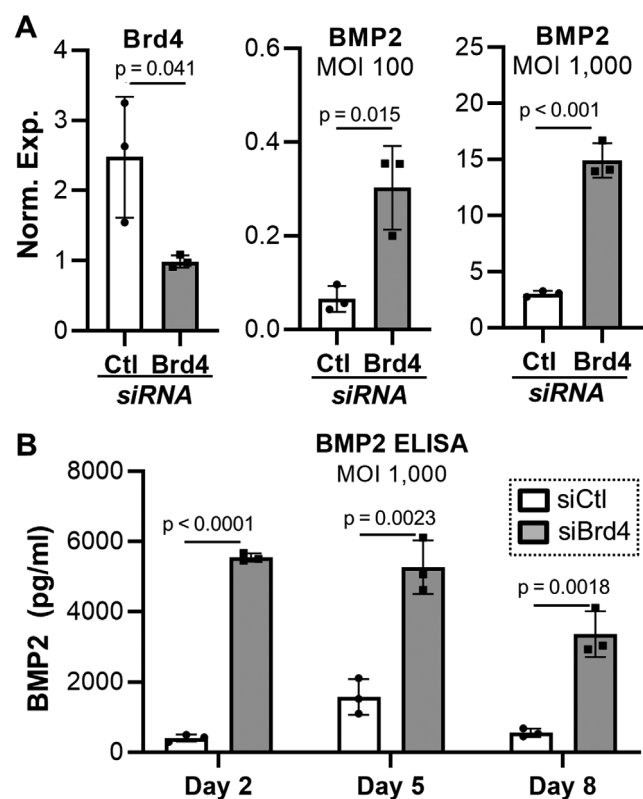 A
Brd4
p = 0.041
Norm. Exp.
4
3
2
1
0
Ctl Brd4
siRNA
BMP2
MOI 100
p = 0.015
0.6
0.4
0.2
0.0
Ctl Brd4
siRNA
BMP2
MOI 1,000
p < 0.001
25
20
15
10
5
0
Ctl Brd4
siRNA
B
BMP2 ELISA
MOI 1,000
siCtl
siBrd4
BMP2 (pg/ml)
8000
6000
4000
2000
0
p < 0.0001
p = 0.0023
p = 0.0018
Day 2 Day 5 Day 8